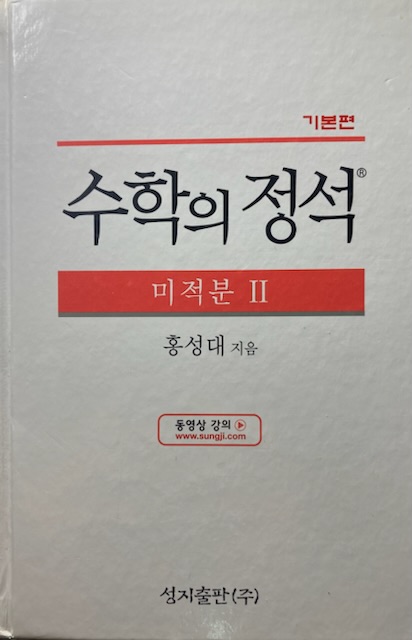 기본편
수학의 정석®
미적분 II
홍성대 지음
동영상 강의
www.sungji.com
성지출판(주)